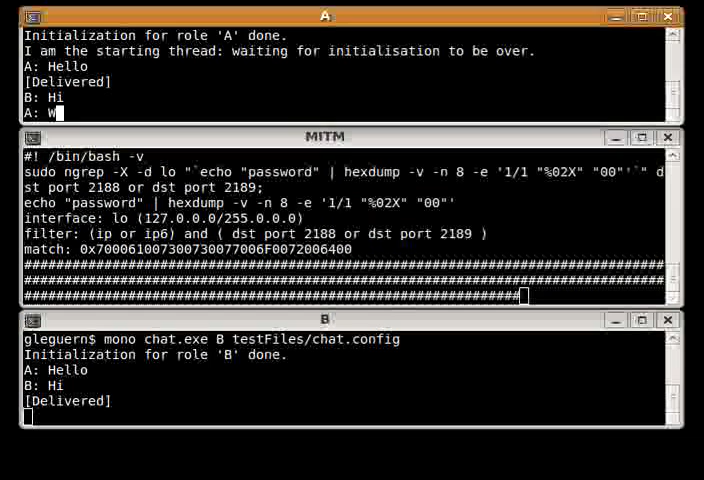 A
Initialization for role 'A' done.
I am the starting thread: waiting for initialisation to be over.
A: Hello
[Delivered]
B: Hi
A: W
MITM
#! /bin/bash -v
sudo ngrep -X -d lo "`echo "password" | hexdump -v -n 8 -e '1/1 "%02X" "00"'`" d
st port 2188 or dst port 2189;
echo "password" | hexdump -v -n 8 -e '1/1 "%02X" "00"'
interface: lo (127.0.0.0/255.0.0.0)
filter: (ip or ip6) and ( dst port 2188 or dst port 2189 )
match: 0x700061007300730077006F0072006400
################################################################################
################################################################################
##############################################################
B
gleguern$ mono chat.exe B testFiles/chat.config
Initialization for role 'B' done.
A: Hello
B: Hi
[Delivered]